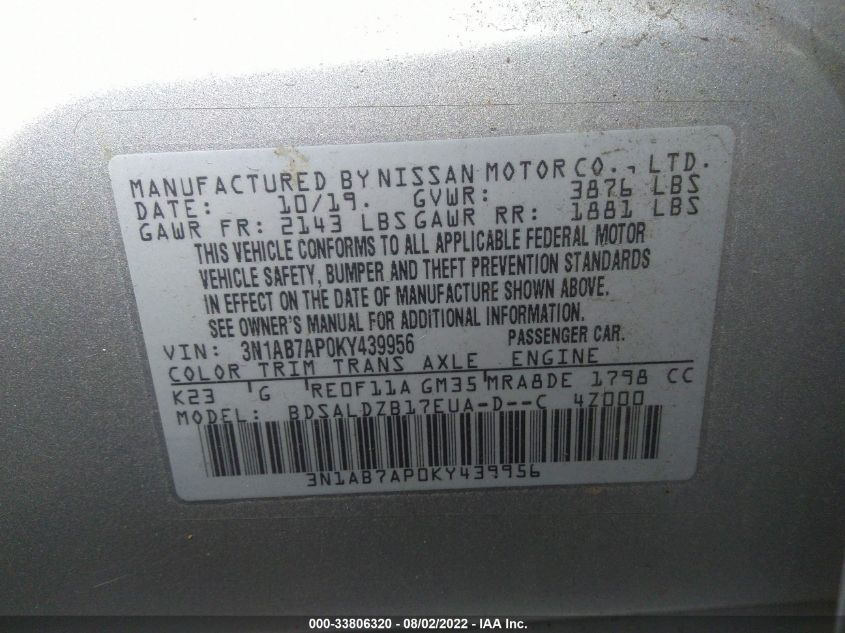 MANUFACTURED BY NISSAN MOTOR CO., LTD.
DATE: 10/19. GVWR: 3876 LBS
GAWR FR: 2143 LBS GAWR RR: 1881 LBS
THIS VEHICLE CONFORMS TO ALL APPLICABLE FEDERAL MOTOR
VEHICLE SAFETY, BUMPER AND THEFT PREVENTION STANDARDS
IN EFFECT ON THE DATE OF MANUFACTURE SHOWN ABOVE.
SEE OWNER'S MANUAL FOR ADDITIONAL INFORMATION.
VIN: 3N1AB7AP0KY439956 PASSENGER CAR.
COLOR TRIM TRANS AXLE ENGINE
K23 G RE0F11A GM35 MRA8DE 1798 CC
MODEL: BDSALDZB17EUA-D--C 4Z000
3N1AB7AP0KY439956
000-33806320 - 08/02/2022 - IAA Inc.